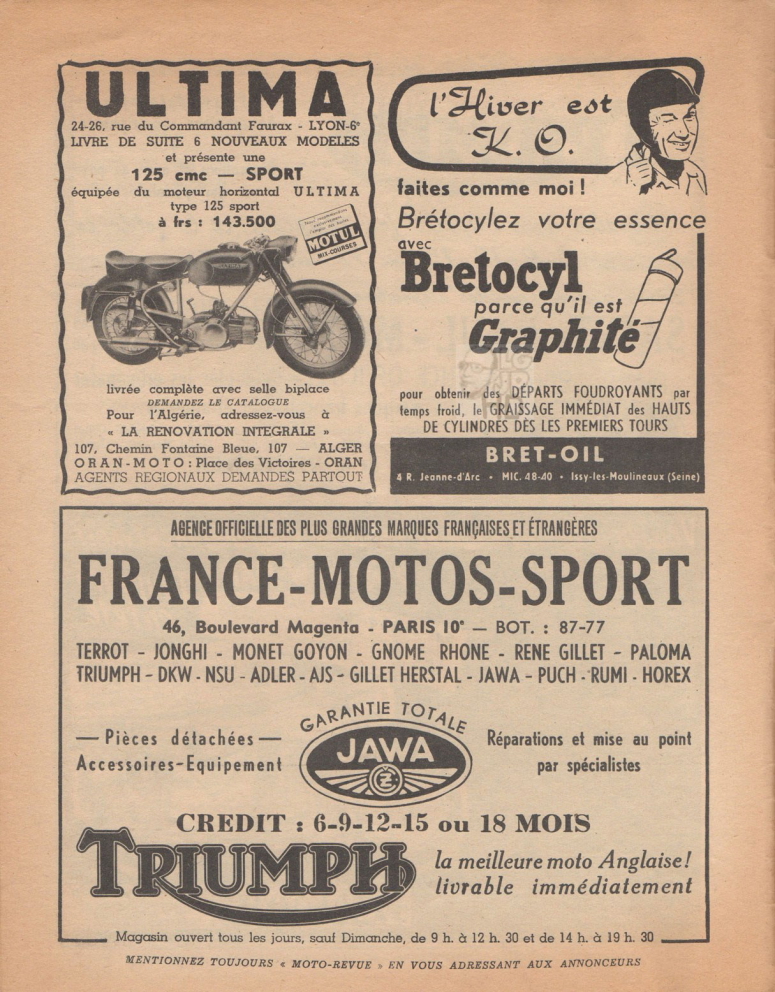 ULTIMA
24-26, rue du Commandant Faurax - LYON-6e
LIVRE DE SUITE 6 NOUVEAUX MODELES
et présente une
125 cmc — SPORT
équipée du moteur horizontal ULTIMA
type 125 sport
à frs : 143.500
MOTUL
MIX-COURSES
livrée complète avec selle biplace
DEMANDEZ LE CATALOGUE
Pour l'Algérie, adressez-vous à
« LA RENOVATION INTEGRALE »
107, Chemin Fontaine Bleue, 107 — ALGER
ORAN-MOTO : Place des Victoires - ORAN
AGENTS REGIONAUX DEMANDES PARTOUT
l'Hiver est
K. O.
faites comme moi !
Brétocylez votre essence
avec
Bretocyl
parce qu'il est
Graphité
pour obtenir des DÉPARTS FOUDROYANTS par
temps froid, le GRAISSAGE IMMÉDIAT des HAUTS
DE CYLINDRES DÈS LES PREMIERS TOURS
BRET-OIL
4 R. Jeanne-d'Arc • MIC. 48-40 • Issy-les-Moulineaux (Seine)
AGENCE OFFICIELLE DES PLUS GRANDES MARQUES FRANÇAISES ET ÉTRANGÈRES
FRANCE-MOTOS-SPORT
46, Boulevard Magenta - PARIS 10e — BOT. : 87-77
TERROT - JONGHI - MONET GOYON - GNOME RHONE - RENE GILLET - PALOMA
TRIUMPH - DKW - NSU - ADLER - AJS - GILLET HERSTAL - JAWA - PUCH - RUMI - HOREX
— Pièces détachées —
Accessoires-Equipement
GARANTIE TOTALE
JAWA
CZ
Réparations et mise au point
par spécialistes
CREDIT : 6-9-12-15 ou 18 MOIS
TRIUMPH
la meilleure moto Anglaise!
livrable immédiatement
Magasin ouvert tous les jours, sauf Dimanche, de 9 h. à 12 h. 30 et de 14 h. à 19 h. 30
MENTIONNEZ TOUJOURS « MOTO-REVUE » EN VOUS ADRESSANT AUX ANNONCEURS